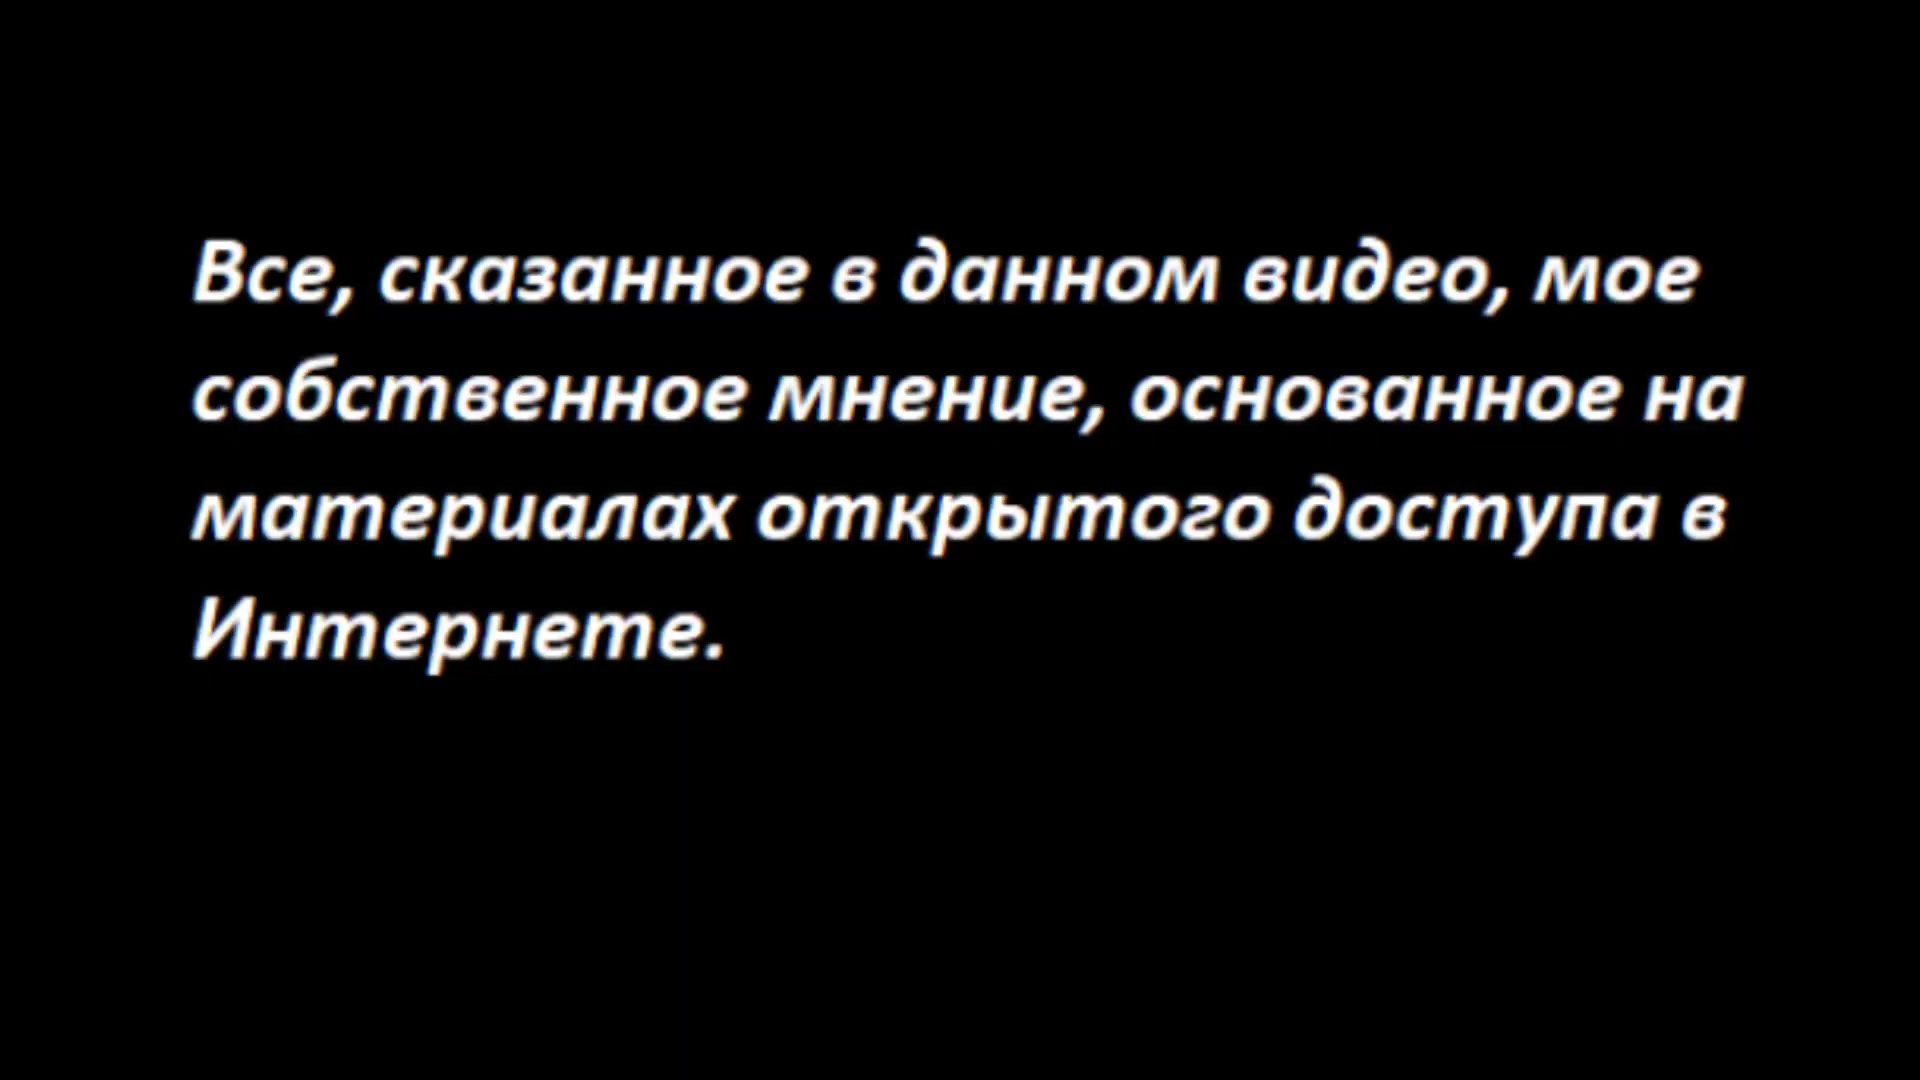 Все, сказанное в данном видео, мое
собственное мнение, основанное на
материалах открытого доступа в
Интернете.